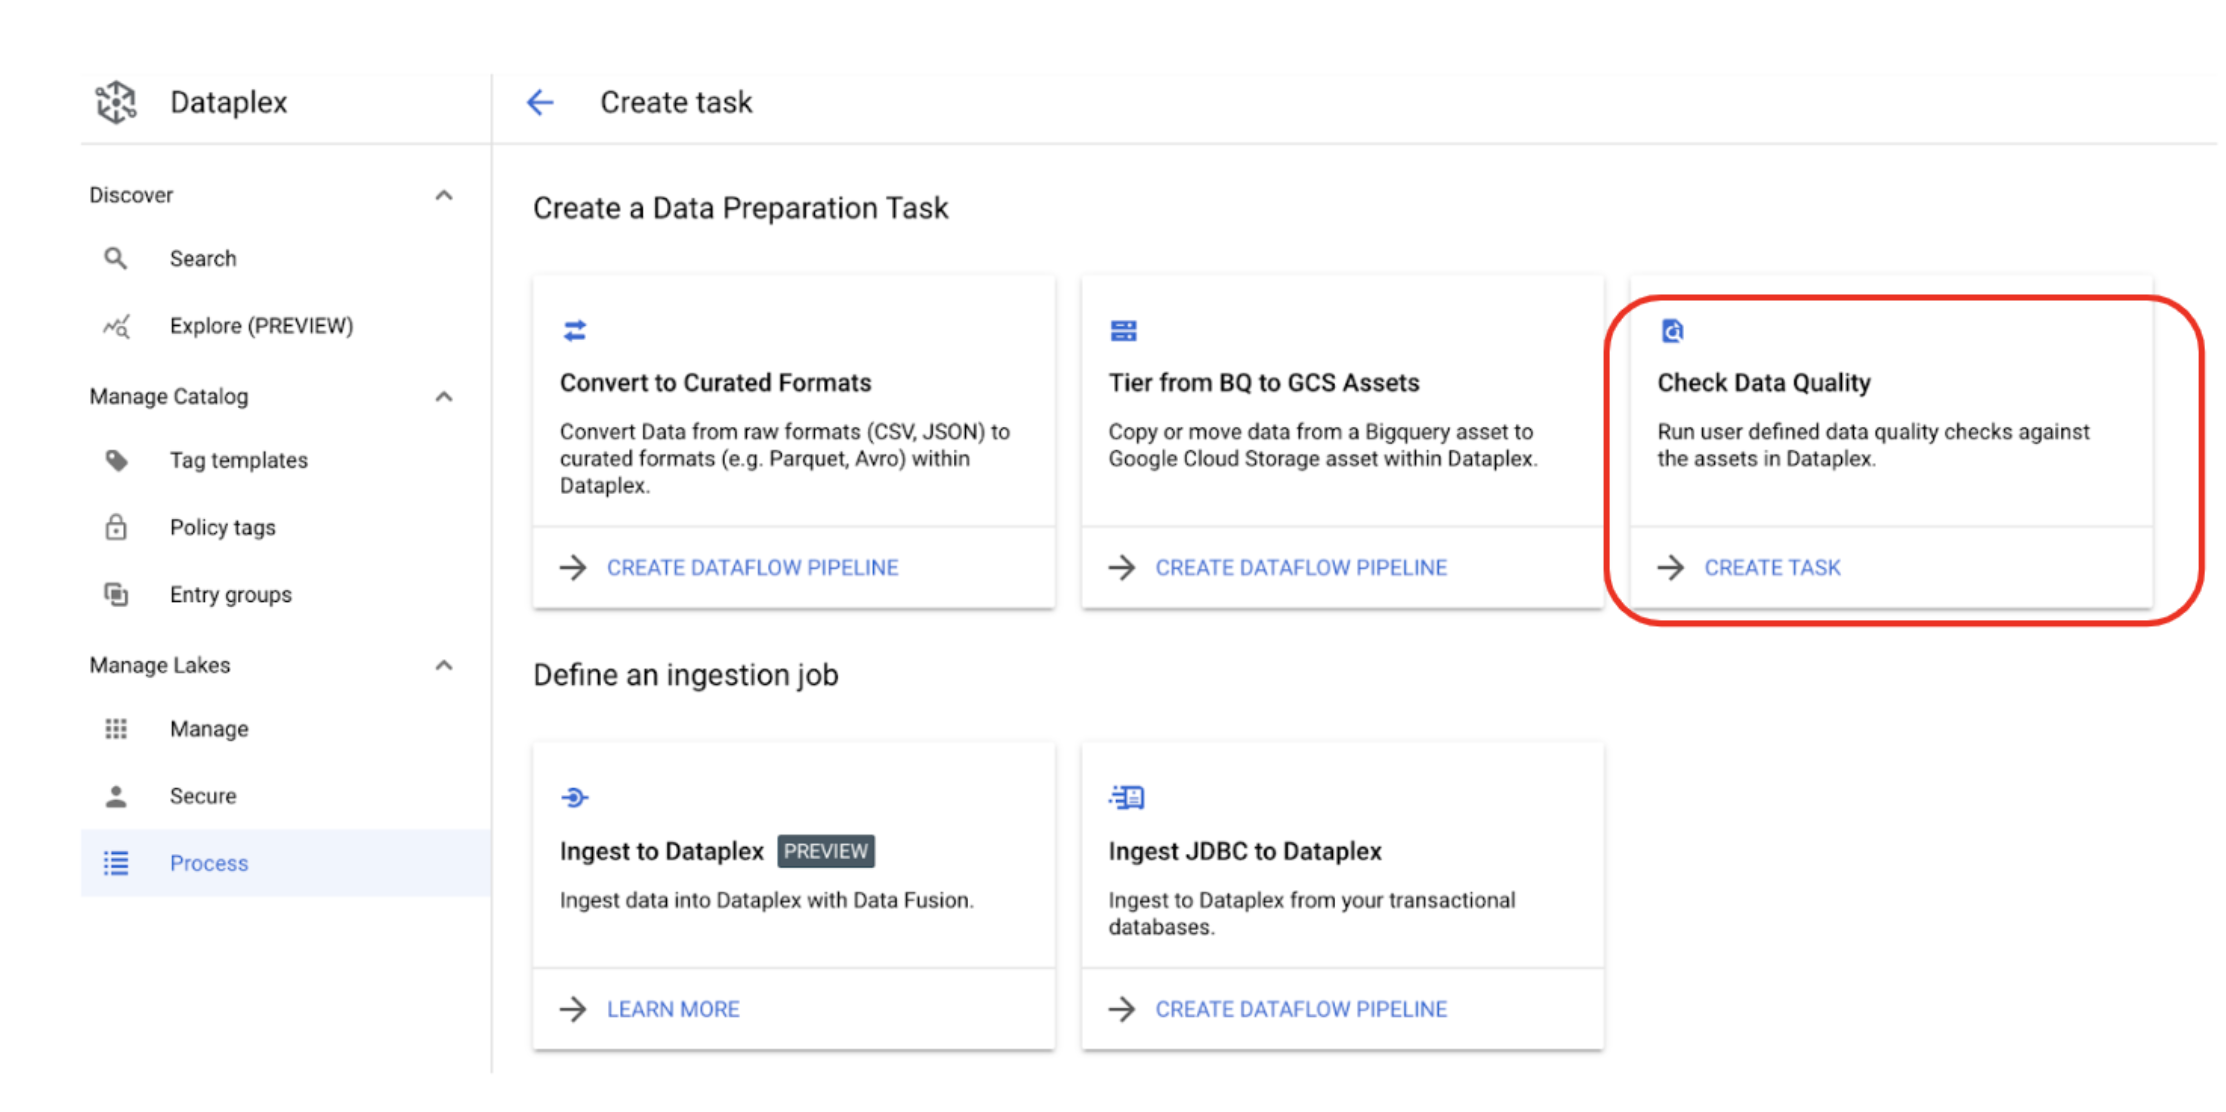 Dataplex
Create task
Discover
Search
Explore (PREVIEW)
Manage Catalog
Tag templates
Policy tags
Entry groups
Manage Lakes
Manage
Secure
Process
Create a Data Preparation Task
Convert to Curated Formats
Convert Data from raw formats (CSV, JSON) to
curated formats (e.g. Parquet, Avro) within
Dataplex.
CREATE DATAFLOW PIPELINE
Tier from BQ to GCS Assets
Copy or move data from a Bigquery asset to
Google Cloud Storage asset within Dataplex.
CREATE DATAFLOW PIPELINE
Check Data Quality
Run user defined data quality checks against
the assets in Dataplex.
CREATE TASK
Define an ingestion job
Ingest to Dataplex PREVIEW
Ingest data into Dataplex with Data Fusion.
LEARN MORE
Ingest JDBC to Dataplex
Ingest to Dataplex from your transactional
databases.
CREATE DATAFLOW PIPELINE